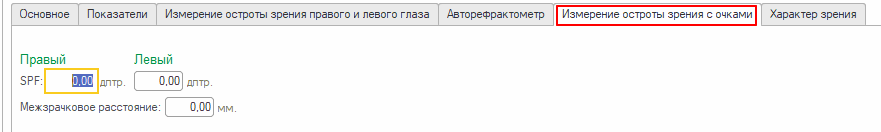 Основное Показатели Измерение остроты зрения правого и левого глаза Авторефрактометр Измерение остроты зрения с очками Характер зрения
Правый Левый
SPF: 0,00 дптр. 0,00 дптр.
Межзрачковое расстояние: 0,00 мм.